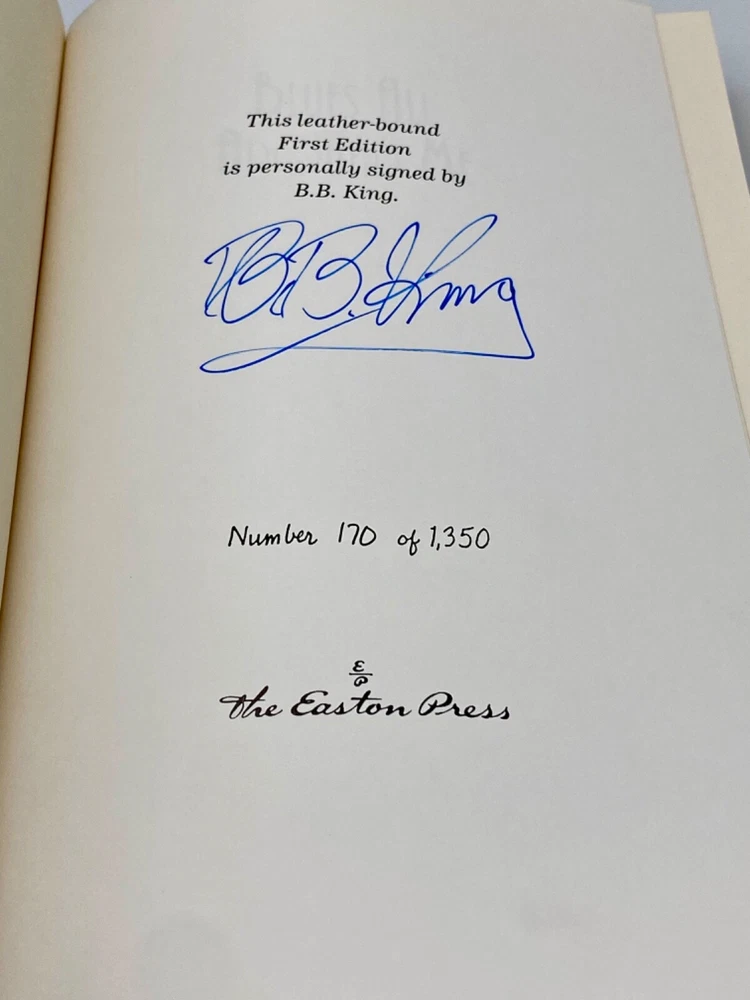 This leather-bound
First Edition
is personally signed by
B.B. King.
B.B. King
Number 170 of 1,350
E
P
the Easton Press